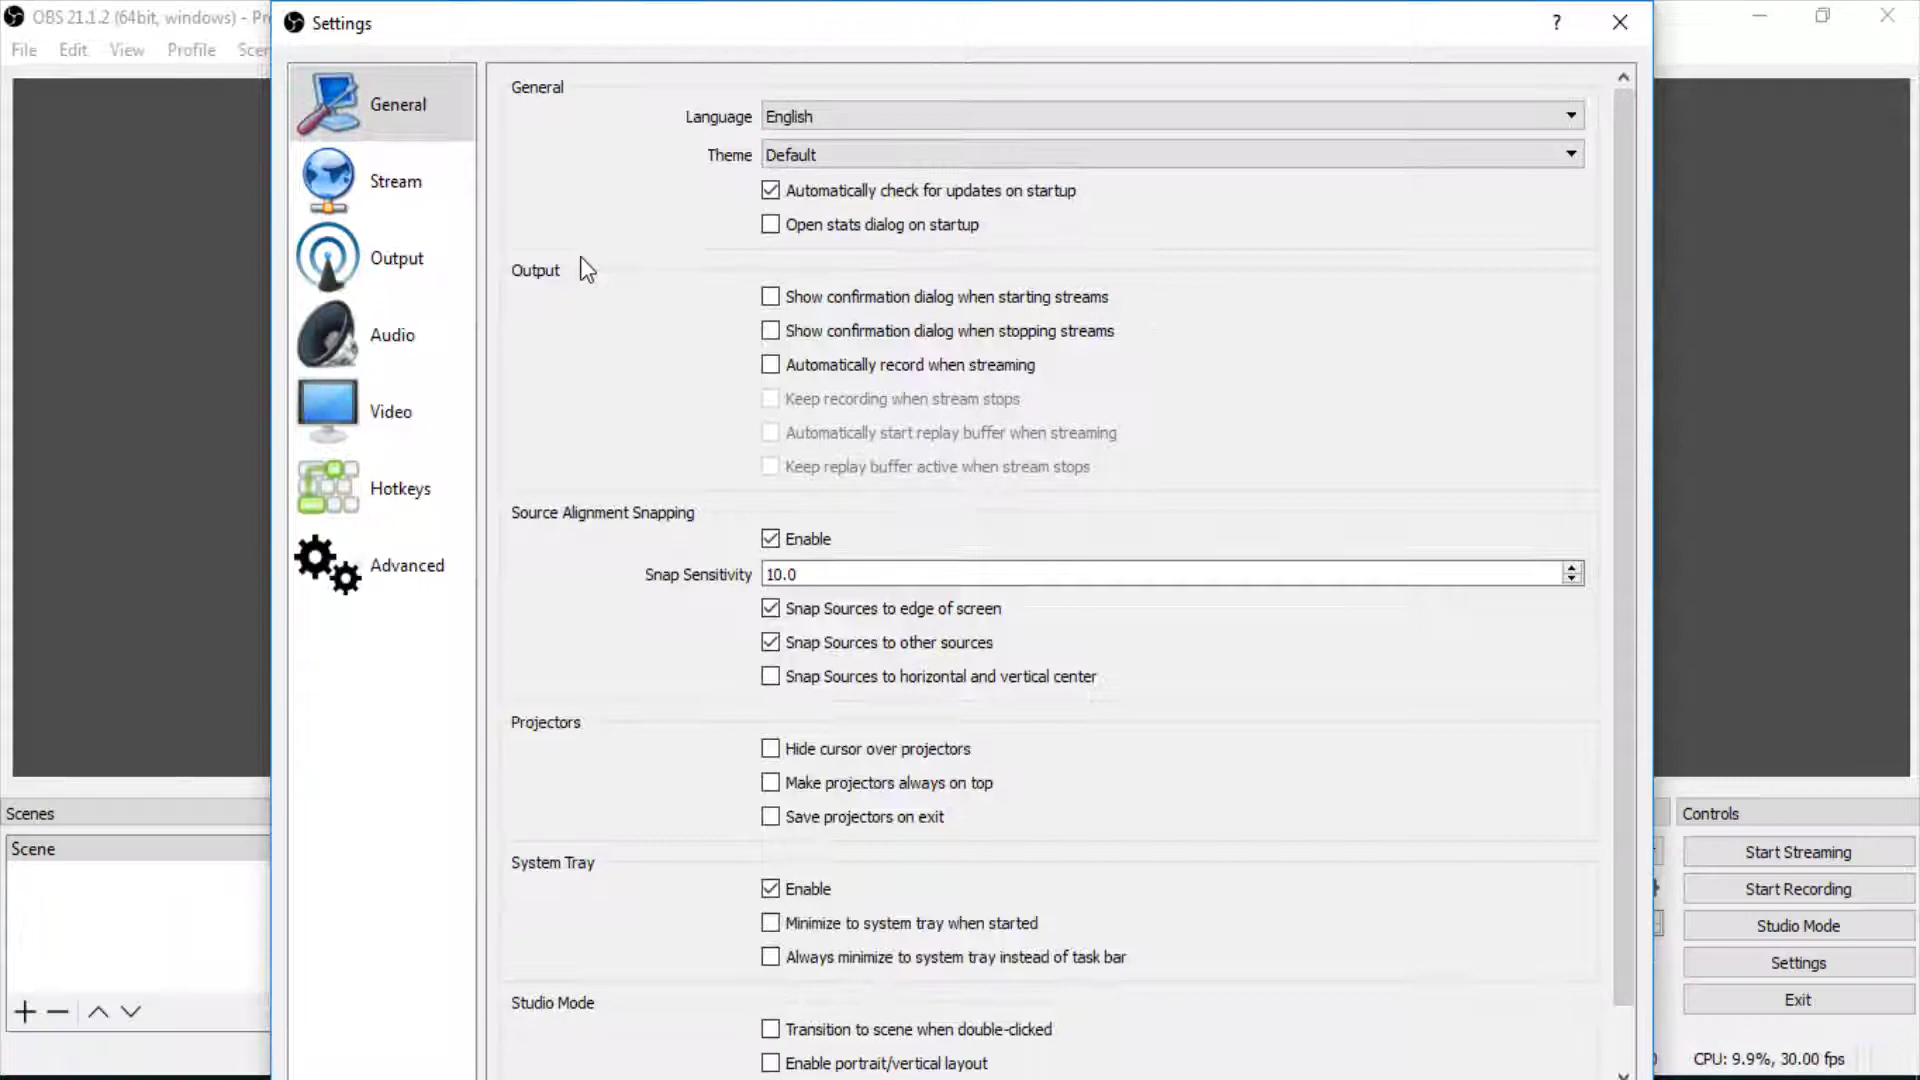 OBS 21.1.2 (64bit, windows) - Pr
Settings
?
File Edit View Profile Scen
General
Stream
Output
Audio
Video
Hotkeys
Advanced
General
Language English
Theme Default
Automatically check for updates on startup
Open stats dialog on startup
Output
Show confirmation dialog when starting streams
Show confirmation dialog when stopping streams
Automatically record when streaming
Keep recording when stream stops
Automatically start replay buffer when streaming
Keep replay buffer active when stream stops
Source Alignment Snapping
Enable
Snap Sensitivity 10.0
Snap Sources to edge of screen
Snap Sources to other sources
Snap Sources to horizontal and vertical center
Projectors
Hide cursor over projectors
Make projectors always on top
Save projectors on exit
System Tray
Enable
Minimize to system tray when started
Always minimize to system tray instead of task bar
Studio Mode
Transition to scene when double-clicked
Enable portrait/vertical layout
Scenes
Scene
Controls
Start Streaming
Start Recording
Studio Mode
Settings
Exit
CPU: 9.9%, 30.00 fps